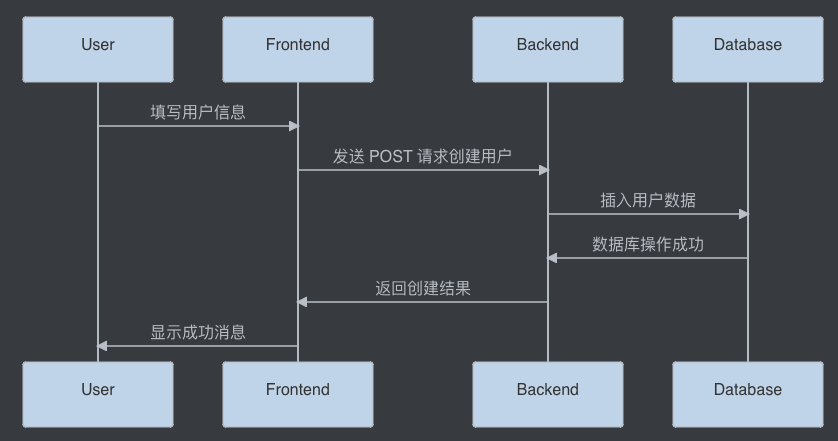 User
Frontend
Backend
Database
填写用户信息
发送 POST 请求创建用户
插入用户数据
数据库操作成功
返回创建结果
显示成功消息
User
Frontend
Backend
Database